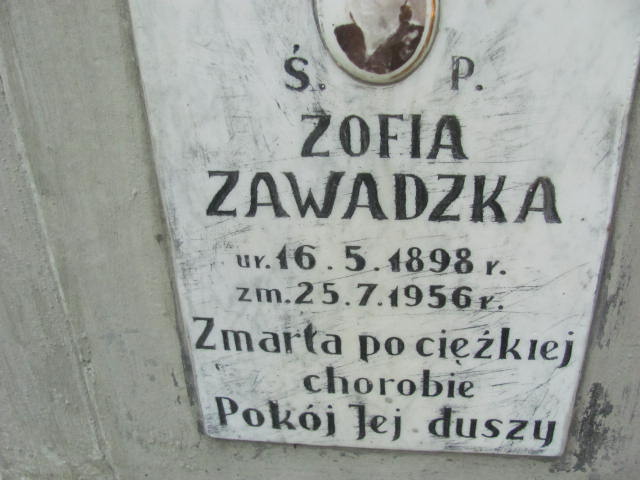 Ś. P.
ZOFIA
ZAWADZKA
ur. 16.5.1898 r.
zm. 25.7.1956 r.
Zmarła po ciężkiej
chorobie
Pokój Jej duszy